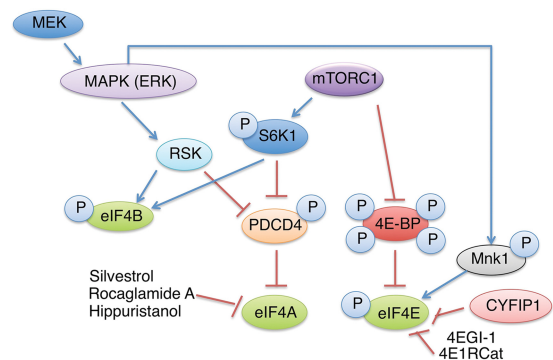 MEK
MAPK (ERK)
mTORC1
P
S6K1
RSK
P
eIF4B
P
PDCD4
P
P
4E-BP
P
P
P
Mnk1
Silvestrol
Rocaglamide A
Hippuristanol
eIF4A
P
eIF4E
CYFIP1
4EGI-1
4E1RCat